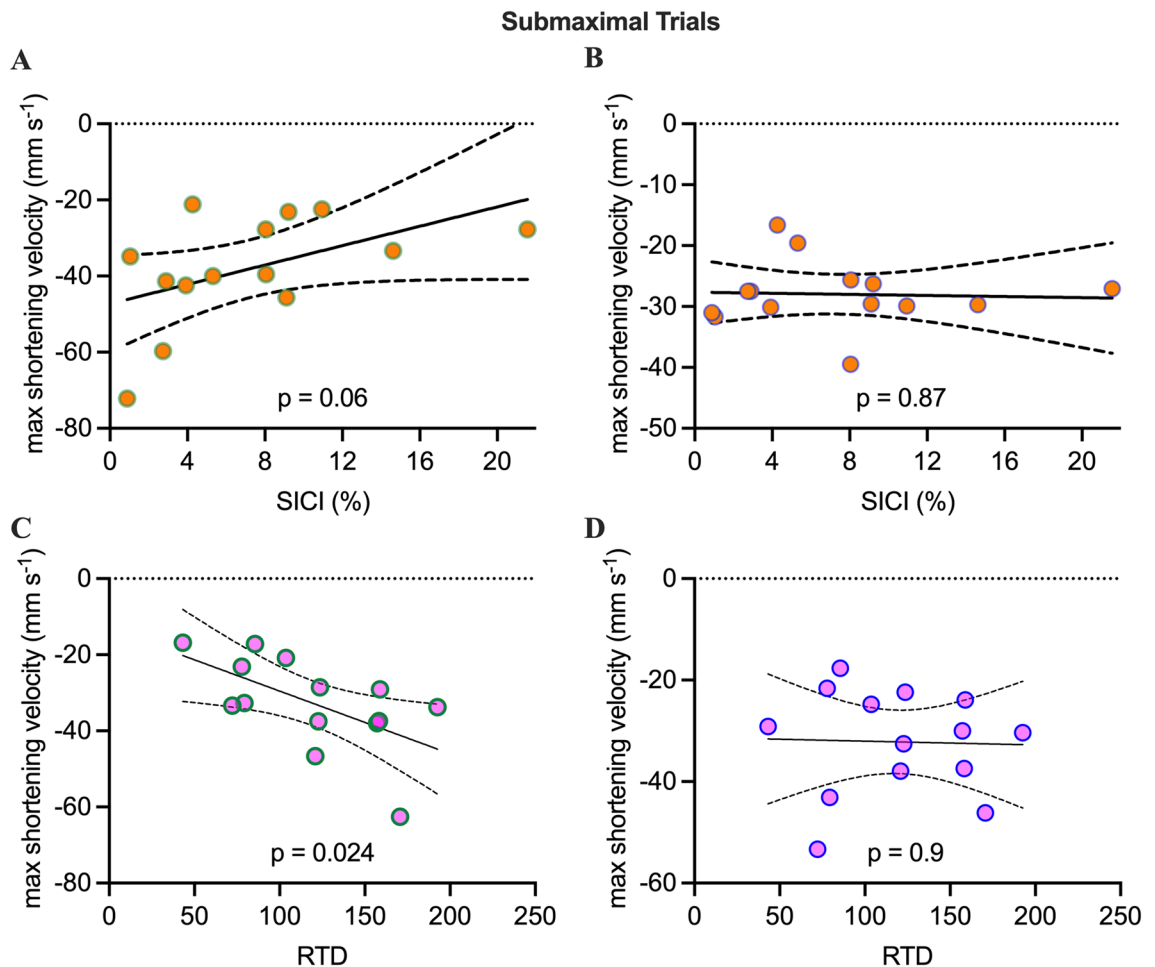 Submaximal Trials
A
max shortening velocity (mm s-1)
0
-20
-40
-60
-80
p = 0.06
0 4 8 12 16 20
SICI (%)
B
max shortening velocity (mm s-1)
0
-10
-20
-30
-40
-50
p = 0.87
0 4 8 12 16 20
SICI (%)
C
max shortening velocity (mm s-1)
0
-20
-40
-60
-80
p = 0.024
0 50 100 150 200 250
RTD
D
max shortening velocity (mm s-1)
0
-20
-40
-60
p = 0.9
0 50 100 150 200 250
RTD